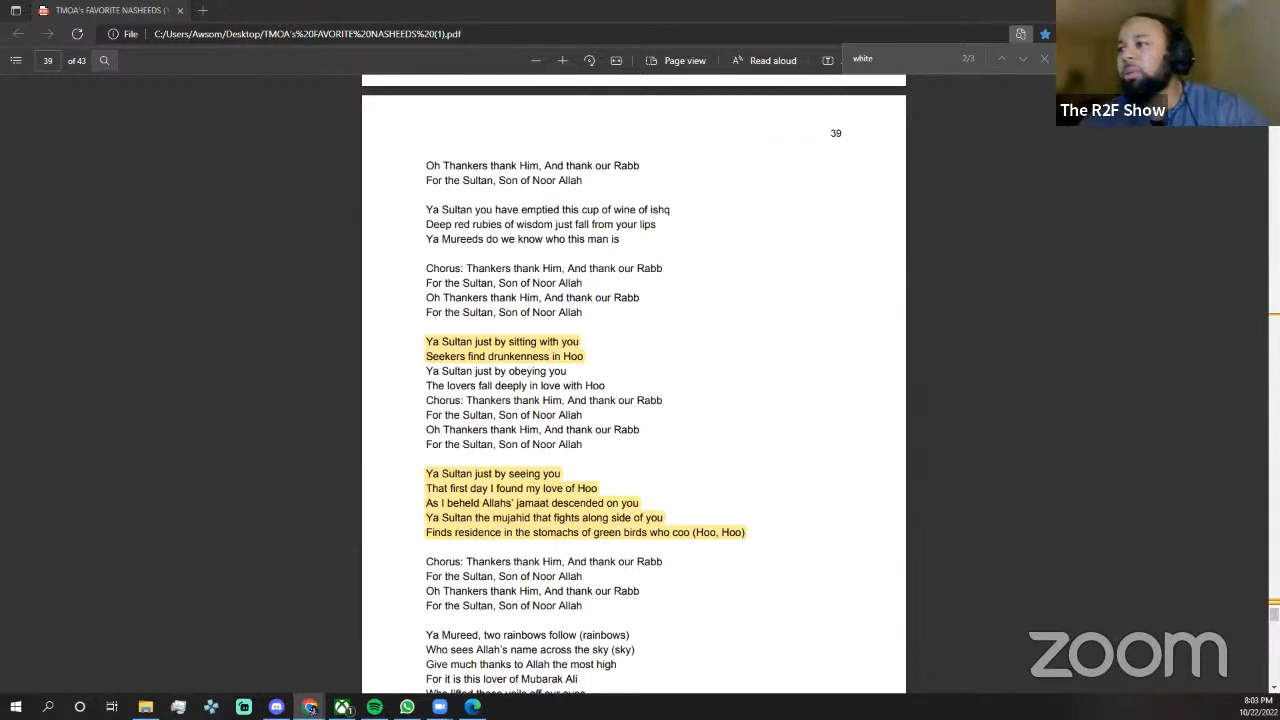 TMOA's FAVORITE NASHEEDS (
File
C:/Users/Awsom/Desktop/TMOA's%20FAVORITE%20NASHEEDS%20(1).pdf
39 of 43
Page view
Read aloud
white
2/3
The R2F Show
39
Oh Thankers thank Him, And thank our Rabb
For the Sultan, Son of Noor Allah
Ya Sultan you have emptied this cup of wine of ishq
Deep red rubies of wisdom just fall from your lips
Ya Mureeds do we know who this man is
Chorus: Thankers thank Him, And thank our Rabb
For the Sultan, Son of Noor Allah
Oh Thankers thank Him, And thank our Rabb
For the Sultan, Son of Noor Allah
Ya Sultan just by sitting with you
Seekers find drunkenness in Hoo
Ya Sultan just by obeying you
The lovers fall deeply in love with Hoo
Chorus: Thankers thank Him, And thank our Rabb
For the Sultan, Son of Noor Allah
Oh Thankers thank Him, And thank our Rabb
For the Sultan, Son of Noor Allah
Ya Sultan just by seeing you
That first day I found my love of Hoo
As I beheld Allahs' jamaat descended on you
Ya Sultan the mujahid that fights along side of you
Finds residence in the stomachs of green birds who coo (Hoo, Hoo)
Chorus: Thankers thank Him, And thank our Rabb
For the Sultan, Son of Noor Allah
Oh Thankers thank Him, And thank our Rabb
For the Sultan, Son of Noor Allah
Ya Mureed, two rainbows follow (rainbows)
Who sees Allah's name across the sky (sky)
Give much thanks to Allah the most high
For it is this lover of Mubarak Ali
Who lifted these veils off our eyes
zoom
8:03 PM
10/22/2022